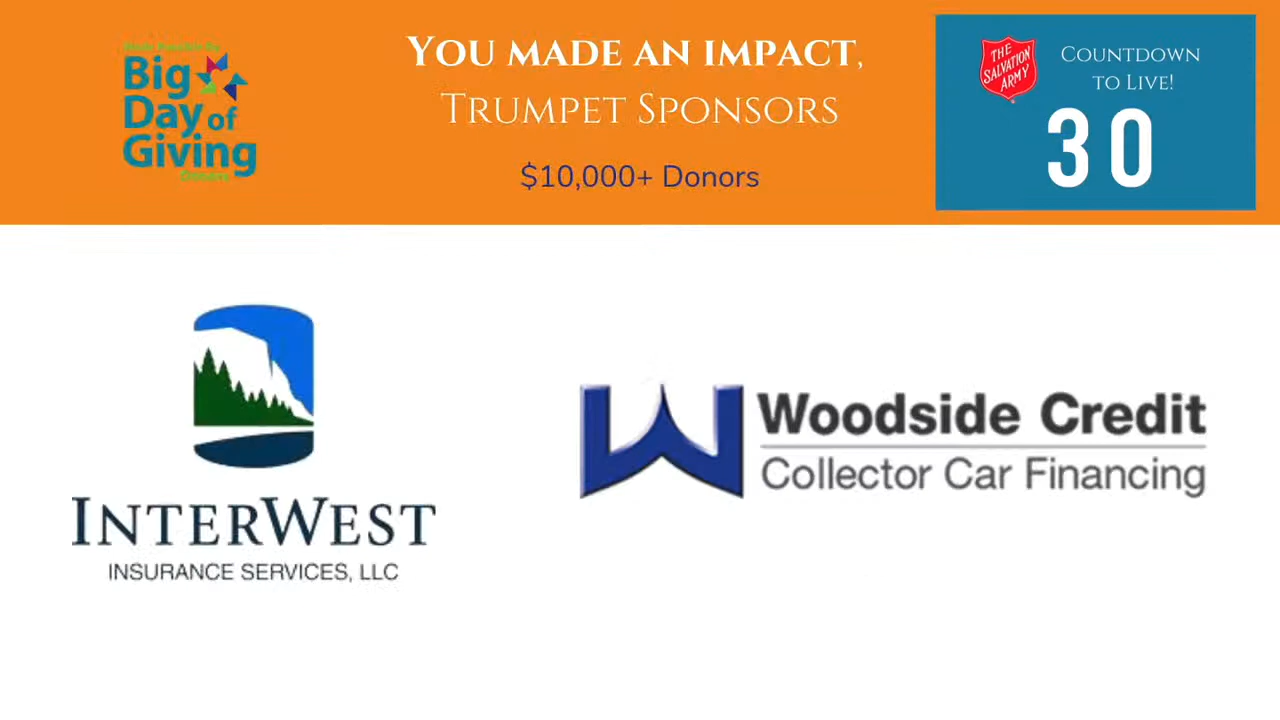 Big
Day of
Giving
Donors
YOU MADE AN IMPACT,
TRUMPET SPONSORS
$10,000+ Donors
THE
SALVATION
ARMY
COUNTDOWN
TO LIVE!
30
INTERWEST
INSURANCE SERVICES, LLC
Woodside Credit
Collector Car Financing